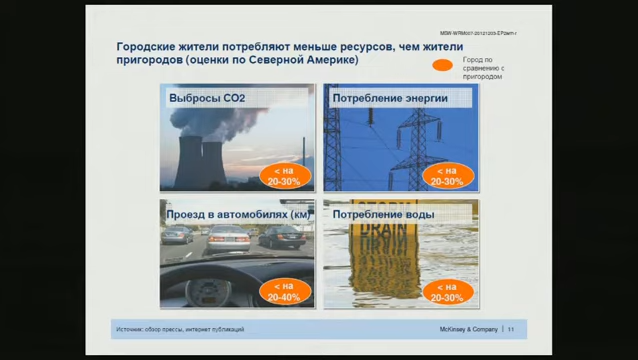 Городские жители потребляют меньше ресурсов, чем жители
пригородов (оценки по Северной Америке)
Город по
сравнению с
пригородом
Выбросы CO2
< на
20-30%
Потребление энергии
< на
20-30%
Проезд в автомобилях (км)
< на
20-40%
Потребление воды
STORM
DRAIN
< на
20-30%
Источник: обзор прессы, интернет публикаций
McKinsey & Company | 11